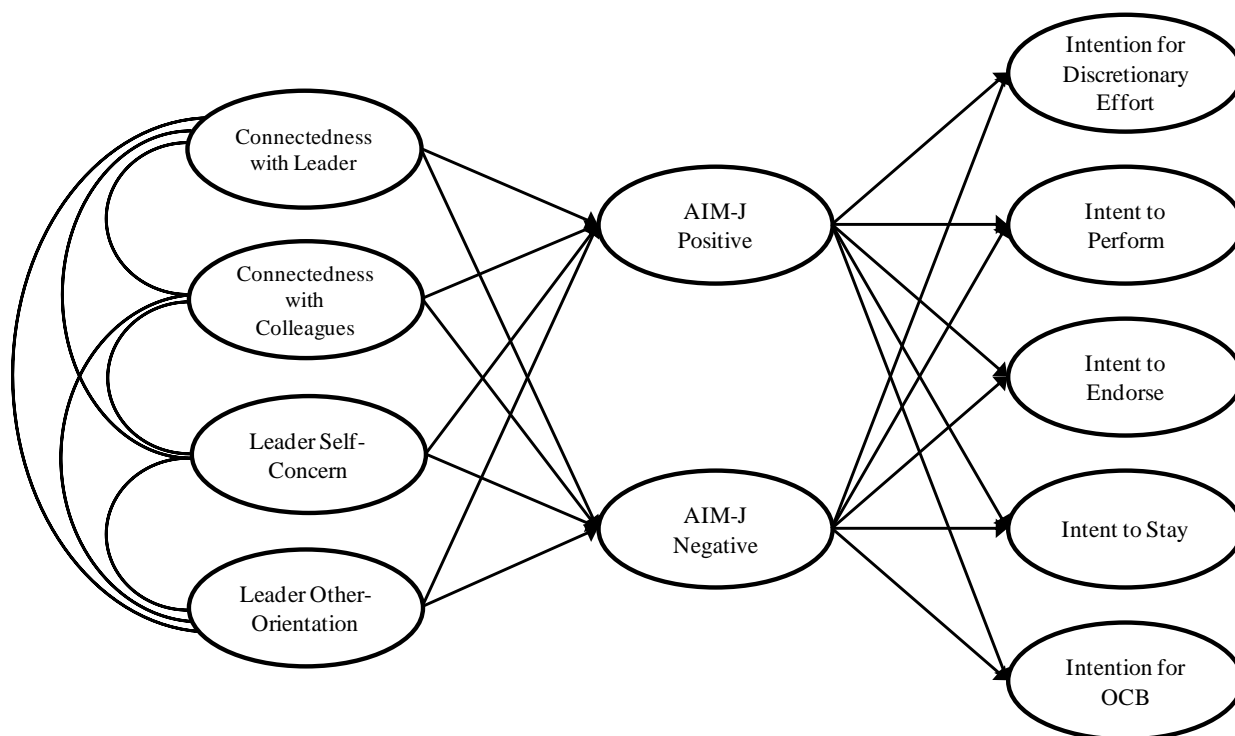 Connectedness
with Leader
Connectedness
with
Colleagues
Leader Self-
Concern
Leader Other-
Orientation
AIM-J
Positive
AIM-J
Negative
Intention for
Discretionary
Effort
Intent to
Perform
Intent to
Endorse
Intent to Stay
Intention for
OCB